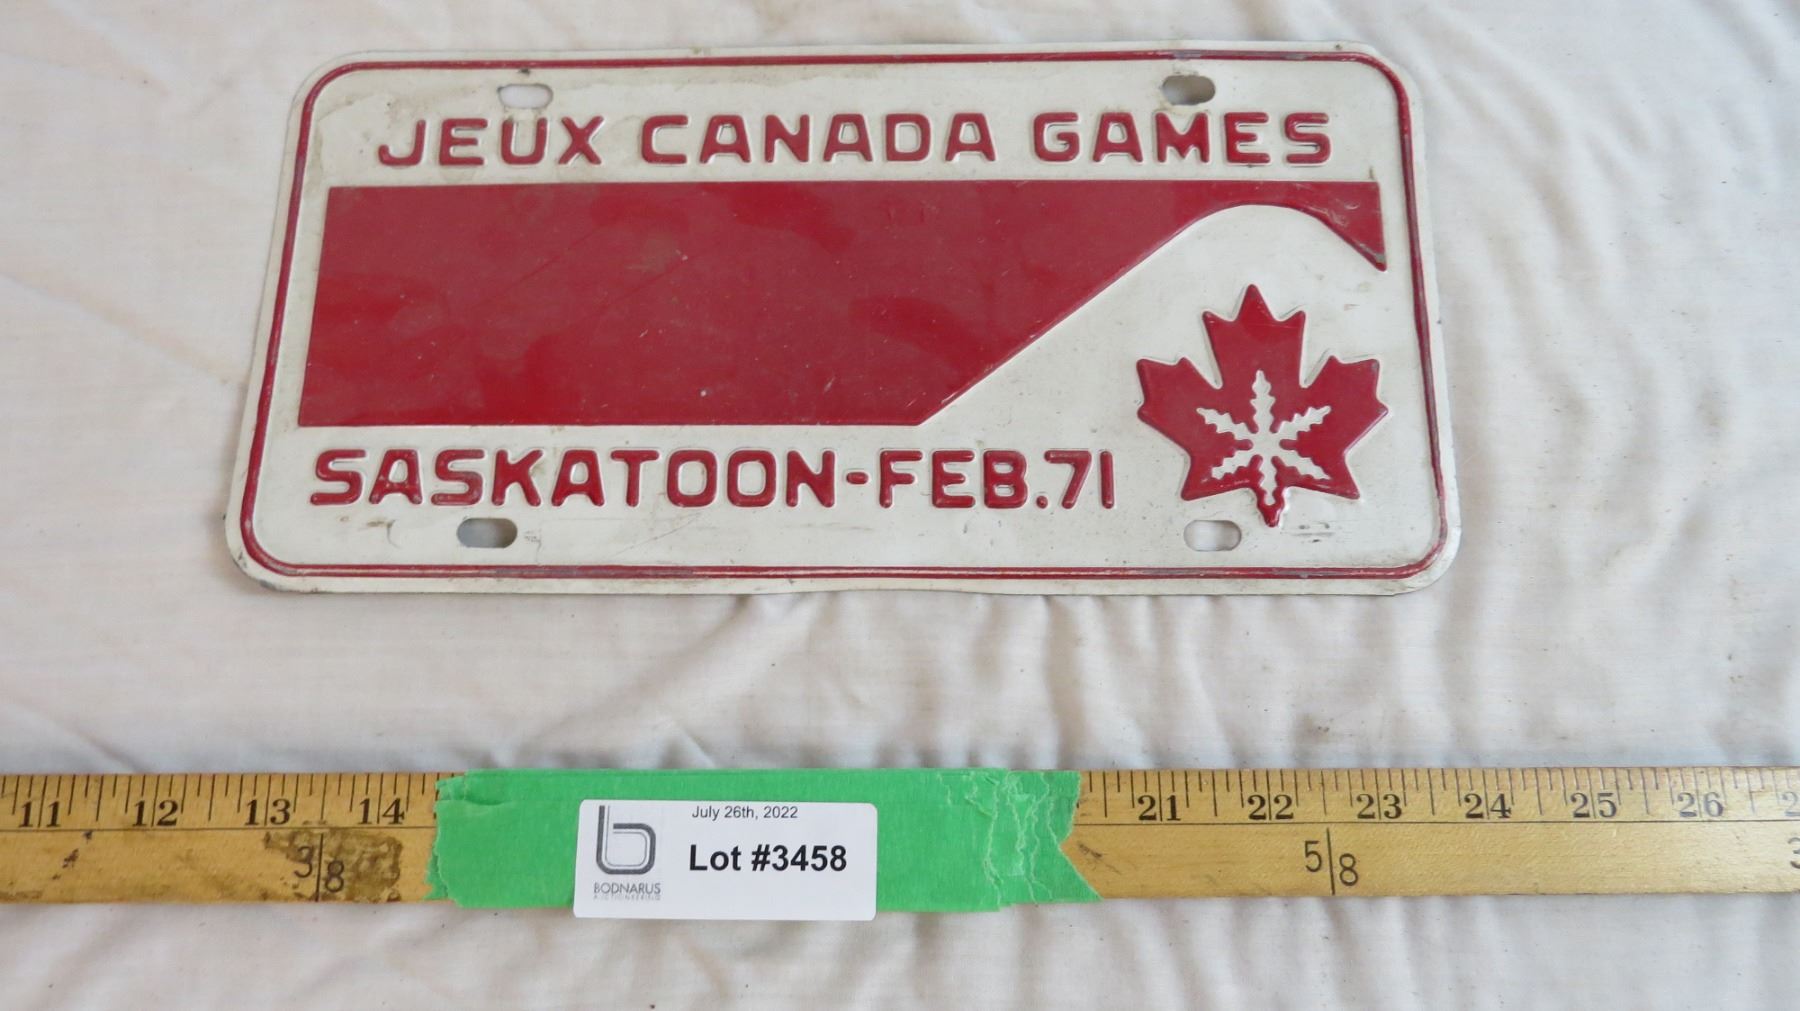 JEUX CANADA GAMES
SASKATOON-FEB.71
11 12 13 14 21 22 23 24 25 26
3|8 5|8
July 26th, 2022
Lot #3458
BODNARUS
AUCTIONEERING